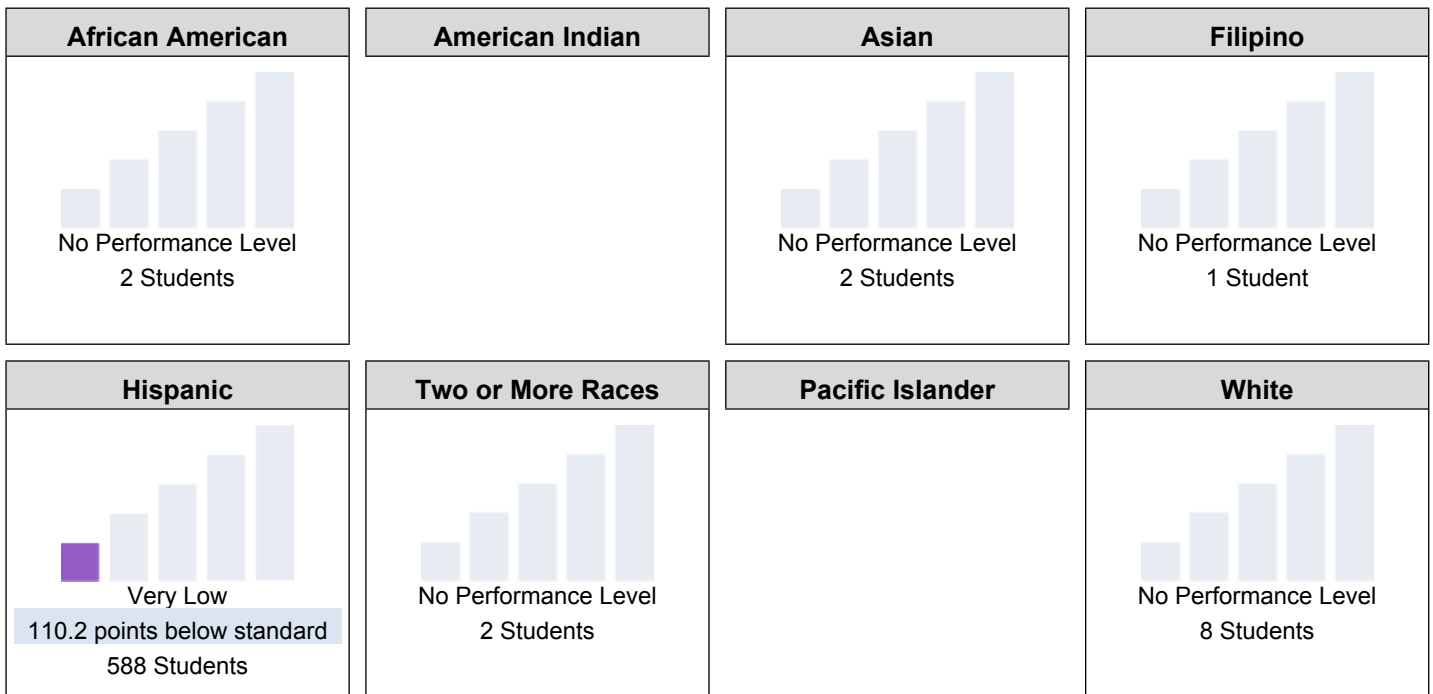 African American
American Indian
Asian
Filipino
No Performance Level
2 Students
No Performance Level
2 Students
No Performance Level
1 Student
Hispanic
Two or More Races
Pacific Islander
White
Very Low
110.2 points below standard
588 Students
No Performance Level
2 Students
No Performance Level
8 Students